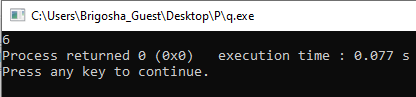 C:\Users\Brigosha_Guest\Desktop\P\q.exe
6
Process returned 0 (0x0)   execution time : 0.077 s
Press any key to continue.